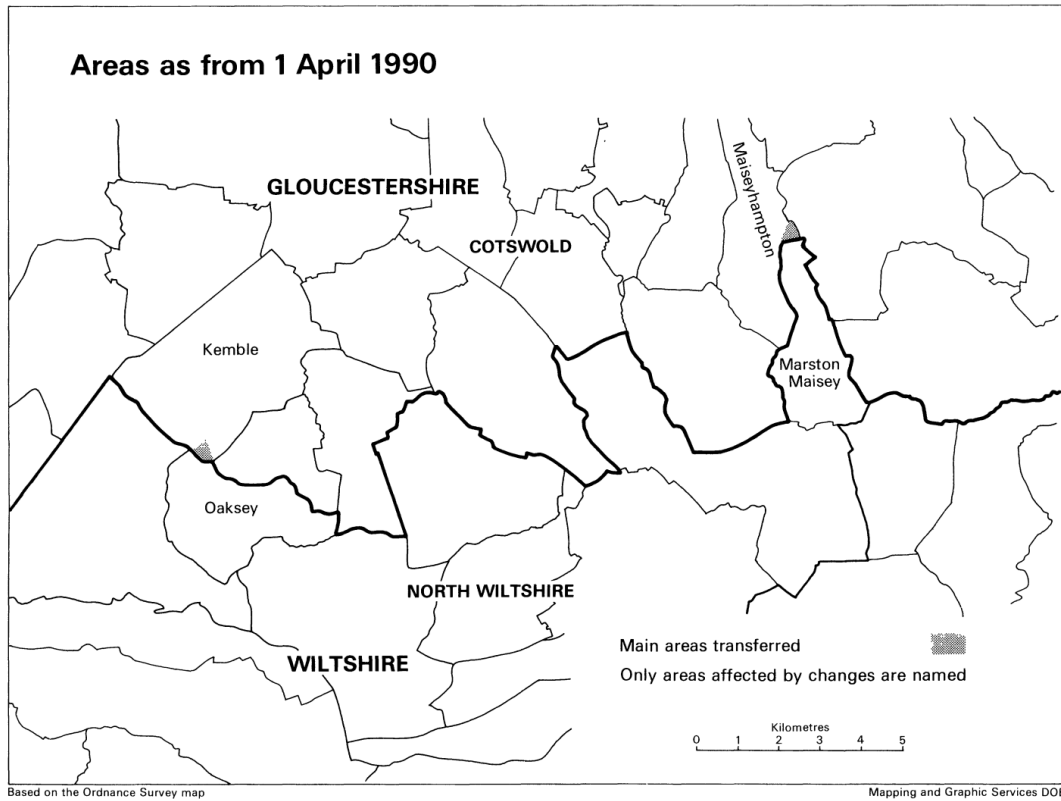 Areas as from 1 April 1990
GLOUCESTERSHIRE
COTSWOLD
Maiseyhampton
Kemble
Marston
Maisey
Oaksey
NORTH WILTSHIRE
WILTSHIRE
Main areas transferred
Only areas affected by changes are named
Kilometres
0 1 2 3 4 5
Based on the Ordnance Survey map
Mapping and Graphic Services